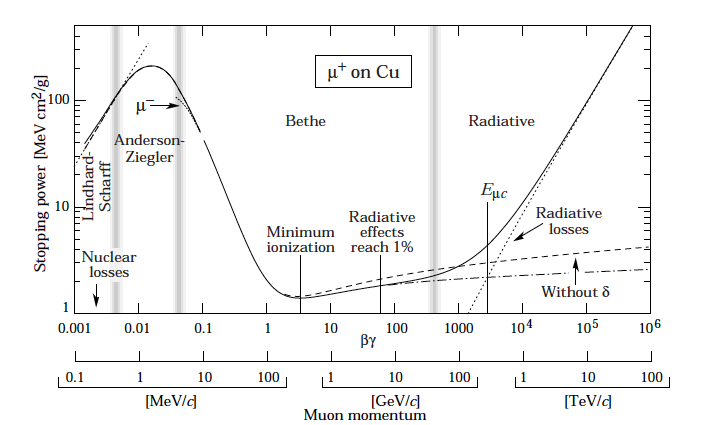 μ⁺ on Cu
Stopping power [MeV cm²/g]
100
10
1
μ⁻
Bethe
Radiative
Anderson-
Ziegler
Lindhard-
Scharff
Eμc
Radiative
losses
Minimum
ionization
Radiative
effects
reach 1%
Nuclear
losses
Without δ
0.001 0.01 0.1 1 10 100 1000 10⁴ 10⁵ 10⁶
βγ
0.1 1 10 100 1 10 100 1 10 100
[MeV/c] [GeV/c] [TeV/c]
Muon momentum